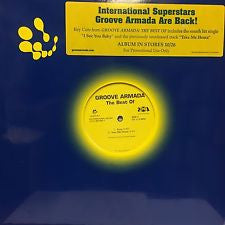 International Superstars
Groove Armada Are Back!
Key Cuts from GROOVE ARMADA: THE BEST OF includes the smash hit single
"I See You Baby" and the previously unreleased track "Take Me Home"
ALBUM IN STORES 10/26
For Promotional Use Only
GROOVE ARMADA
The Best Of